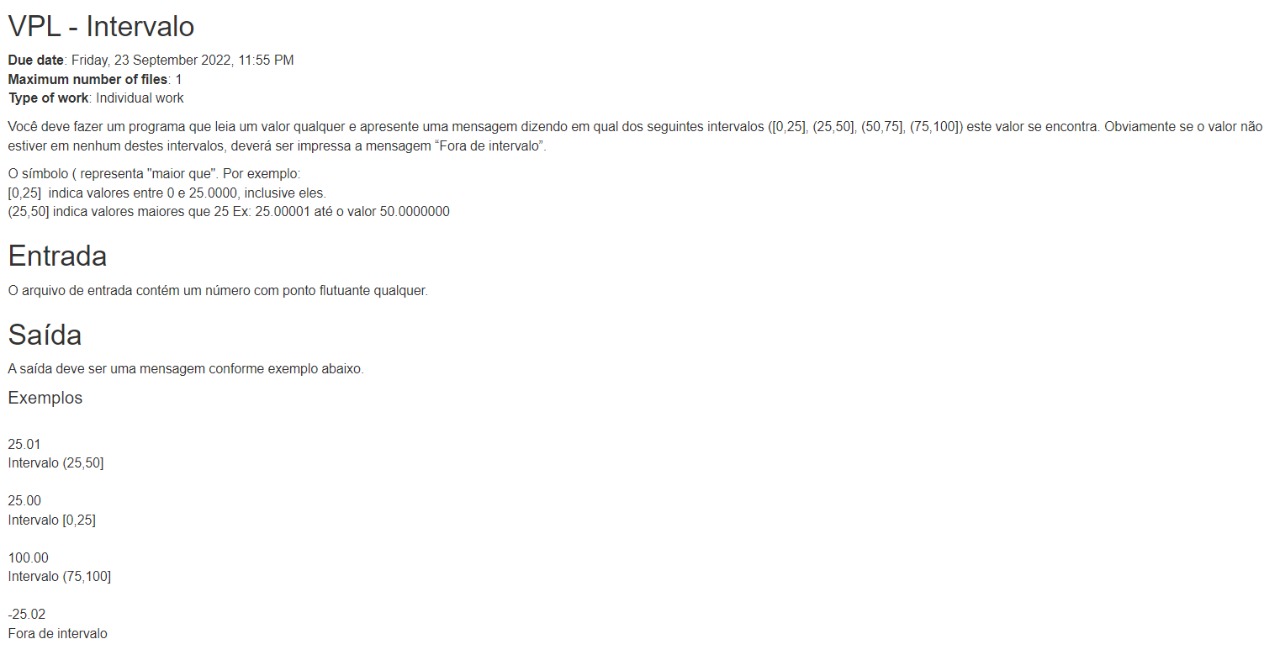 VPL - Intervalo
Due date: Friday, 23 September 2022, 11:55 PM
Maximum number of files: 1
Type of work: Individual work
Você deve fazer um programa que leia um valor qualquer e apresente uma mensagem dizendo em qual dos seguintes intervalos ([0,25], (25,50], (50,75], (75,100]) este valor se encontra. Obviamente se o valor não
estiver em nenhum destes intervalos, deverá ser impressa a mensagem “Fora de intervalo”.
O símbolo ( representa "maior que". Por exemplo:
[0,25] indica valores entre 0 e 25.0000, inclusive eles.
(25,50] indica valores maiores que 25 Ex: 25.00001 até o valor 50.0000000
Entrada
O arquivo de entrada contém um número com ponto flutuante qualquer.
Saída
A saída deve ser uma mensagem conforme exemplo abaixo.
Exemplos
25.01
Intervalo (25,50]
25.00
Intervalo [0,25]
100.00
Intervalo (75,100]
-25.02
Fora de intervalo